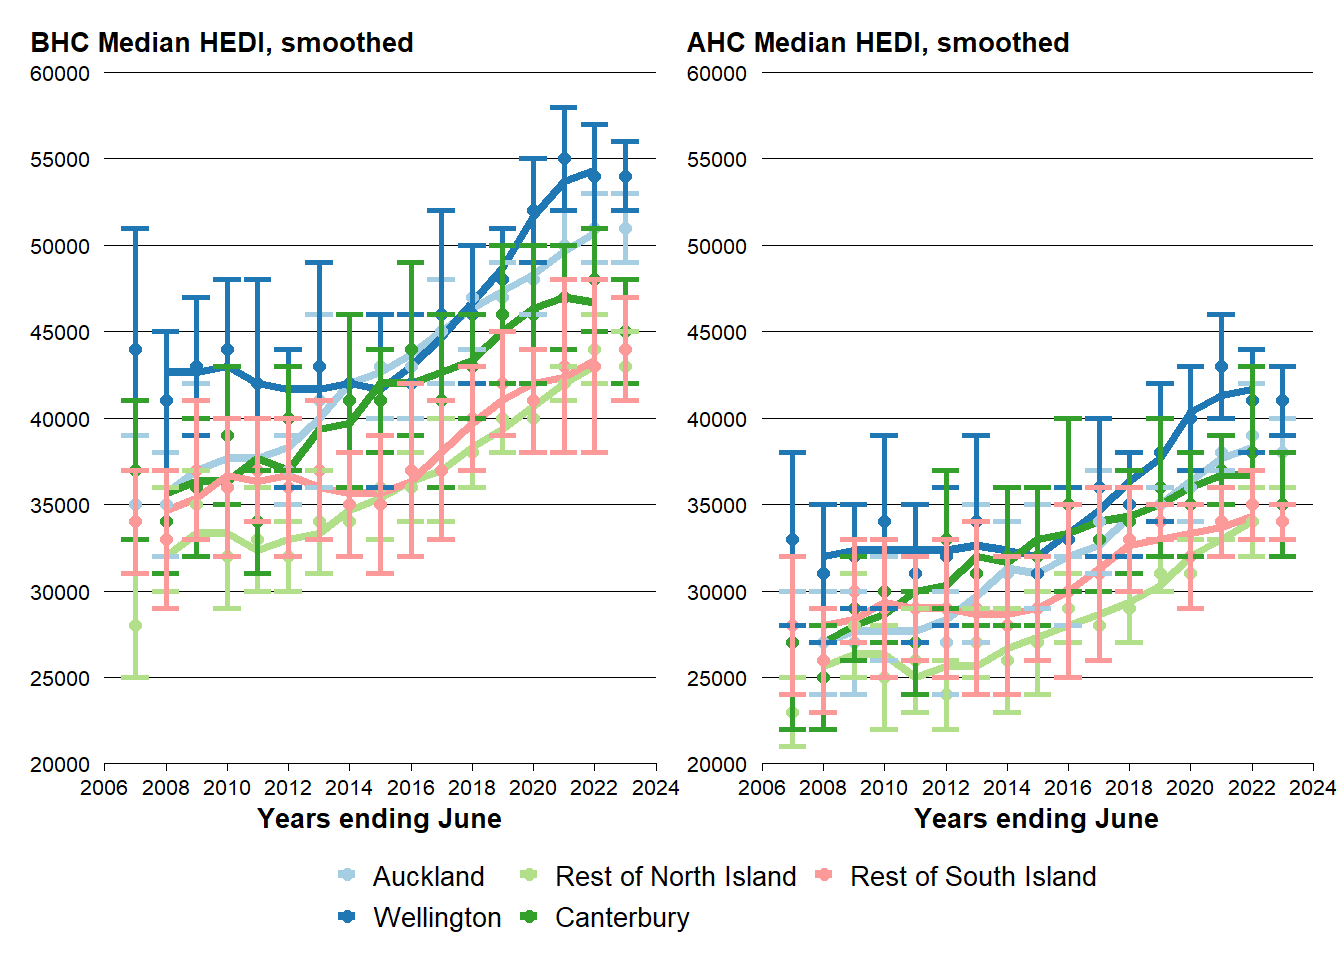 BHC Median HEDI, smoothed
60000
55000
50000
45000
40000
35000
30000
25000
20000
2006 2008 2010 2012 2014 2016 2018 2020 2022 2024
Years ending June
AHC Median HEDI, smoothed
60000
55000
50000
45000
40000
35000
30000
25000
20000
2006 2008 2010 2012 2014 2016 2018 2020 2022 2024
Years ending June
Auckland Rest of North Island Rest of South Island
Wellington Canterbury